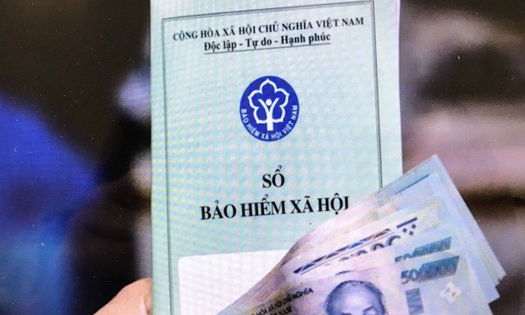 CỘNG HÒA XÃ HỘI CHỦ NGHĨA VIỆT NAM
Độc lập - Tự do - Hạnh phúc
BẢO HIỂM XÃ HỘI VIỆT NAM
SỔ
BẢO HIỂM XÃ HỘI
500000